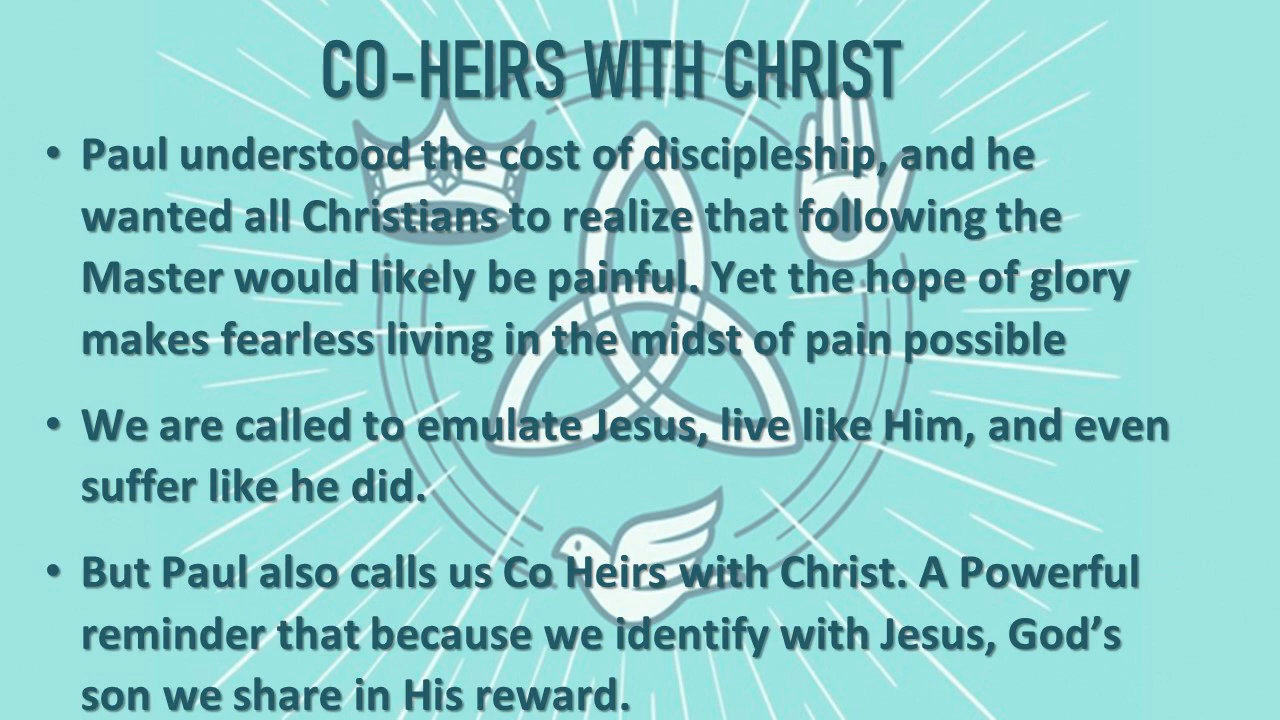 CO-HEIRS WITH CHRIST
• Paul understood the cost of discipleship, and he
wanted all Christians to realize that following the
Master would likely be painful. Yet the hope of glory
makes fearless living in the midst of pain possible
• We are called to emulate Jesus, live like Him, and even
suffer like he did.
• But Paul also calls us Co Heirs with Christ. A Powerful
reminder that because we identify with Jesus, God’s
son we share in His reward.